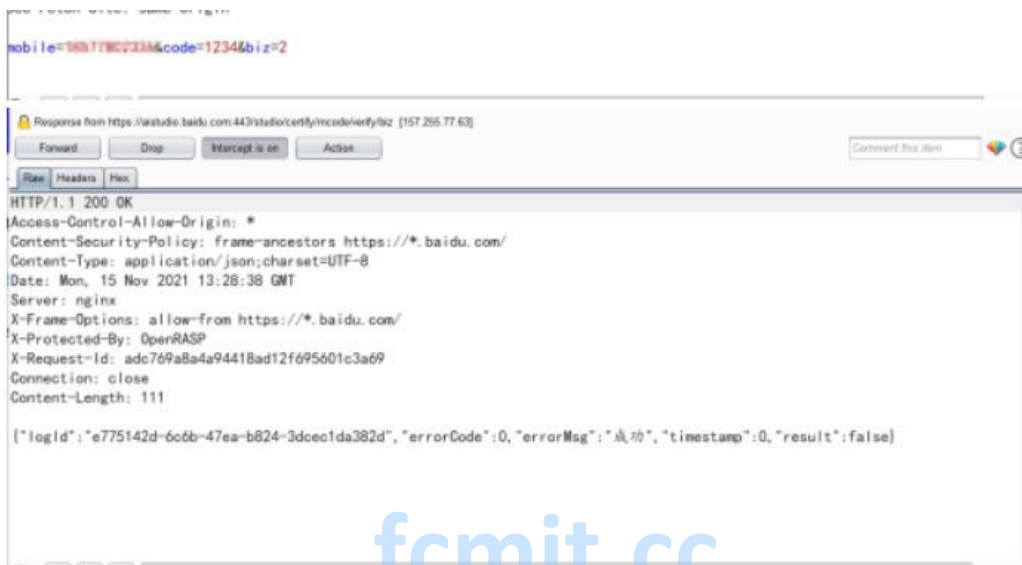 mobile=&code=1234&biz=2
Response from https://aistudio.baidu.com:443/studio/certify/mcode/verify/biz [157.255.77.63]
Forward Drop Intercept is on Action Comment this item
Raw Headers Hex
HTTP/1.1 200 OK
Access-Control-Allow-Origin: *
Content-Security-Policy: frame-ancestors https://*.baidu.com/
Content-Type: application/json;charset=UTF-8
Date: Mon, 15 Nov 2021 13:28:38 GMT
Server: nginx
X-Frame-Options: allow-from https://*.baidu.com/
X-Protected-By: OpenRASP
X-Request-Id: adc769a8a4a94418ad12f695601c3a69
Connection: close
Content-Length: 111
{"logId":"e775142d-6c6b-47ea-b824-3dcec1da382d","errorCode":0,"errorMsg":"成功","timestamp":0,"result":false}
fcmit.cc